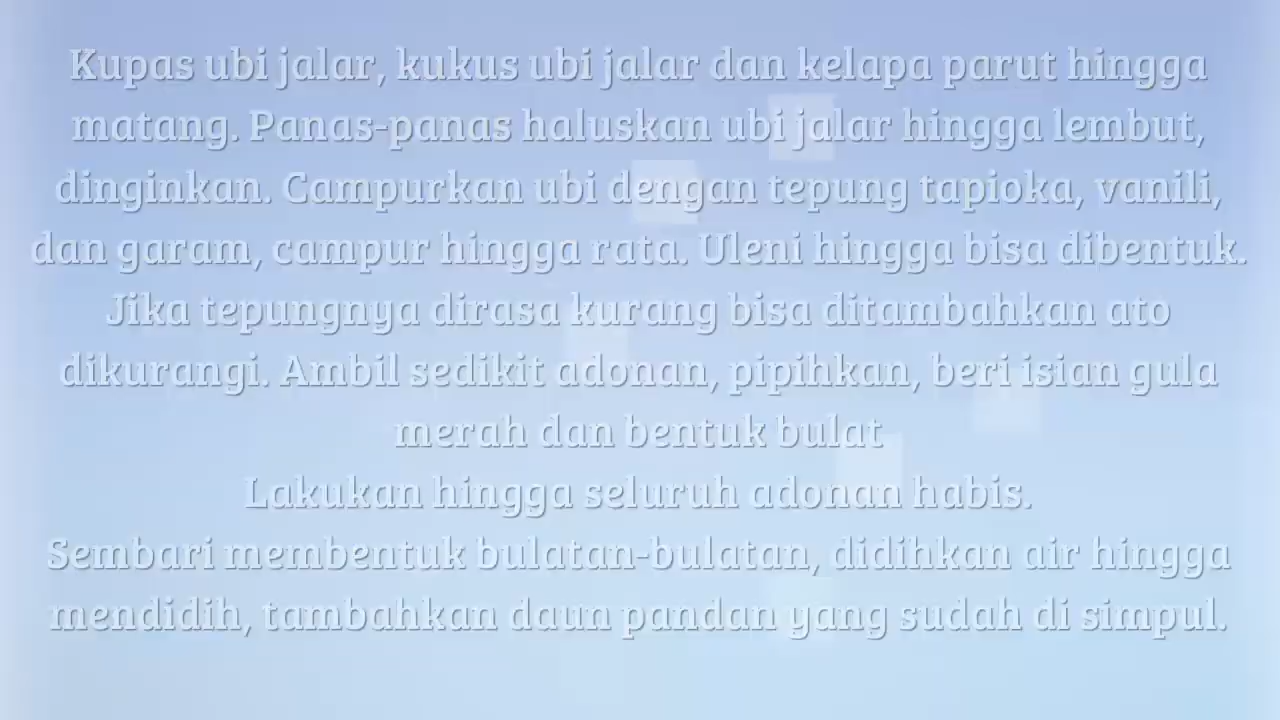 Kupas ubi jalar, kukus ubi jalar dan kelapa parut hingga
matang. Panas-panas haluskan ubi jalar hingga lembut,
dinginkan. Campurkan ubi dengan tepung tapioka, vanili,
dan garam, campur hingga rata. Uleni hingga bisa dibentuk.
Jika tepungnya dirasa kurang bisa ditambahkan ato
dikurangi. Ambil sedikit adonan, pipihkan, beri isian gula
merah dan bentuk bulat
Lakukan hingga seluruh adonan habis.
Sembari membentuk bulatan-bulatan, didihkan air hingga
mendidih, tambahkan daun pandan yang sudah di simpul.